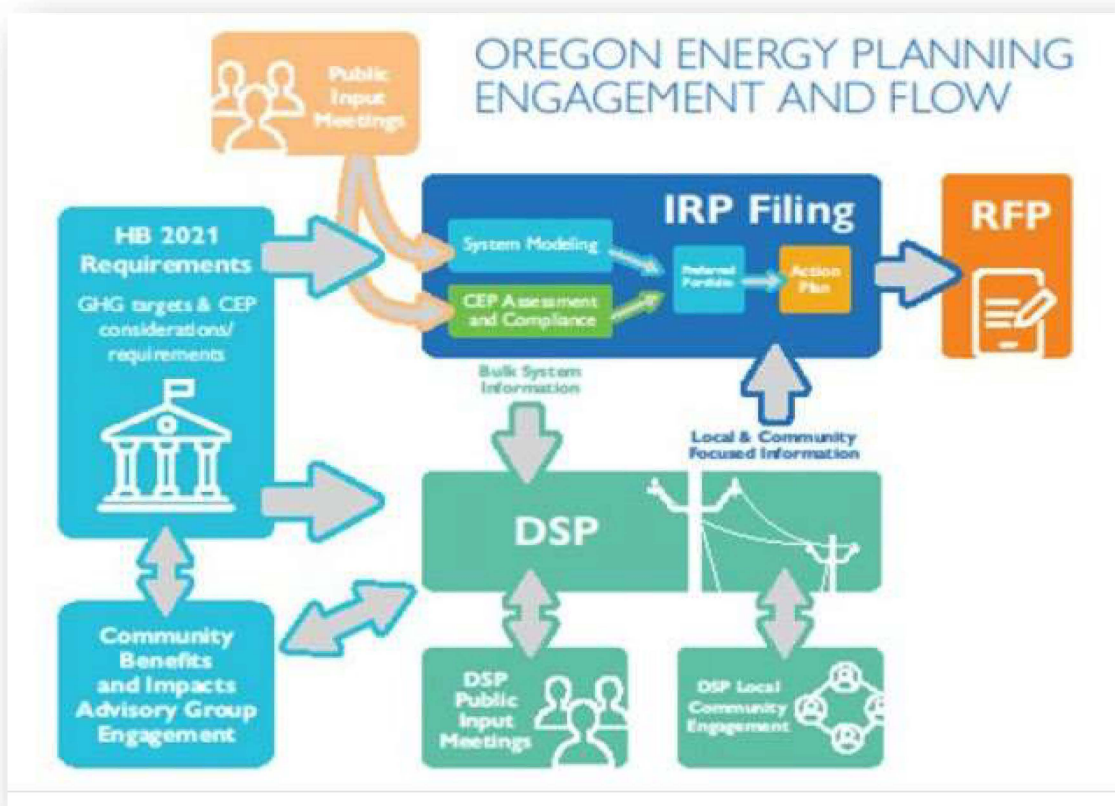 OREGON ENERGY PLANNING
ENGAGEMENT AND FLOW
Public
Input
Meetings
HB 2021
Requirements
GHG targets & CEP
considerations/
requirements
IRP Filing
System Modeling
CEP Assessment
and Compliance
Preferred
Portfolio
Action
Plan
RFP
Bulk System
Information
Local & Community
Focused Information
DSP
Community
Benefits
and Impacts
Advisory Group
Engagement
DSP
Public
Input
Meetings
DSP Local
Community
Engagement